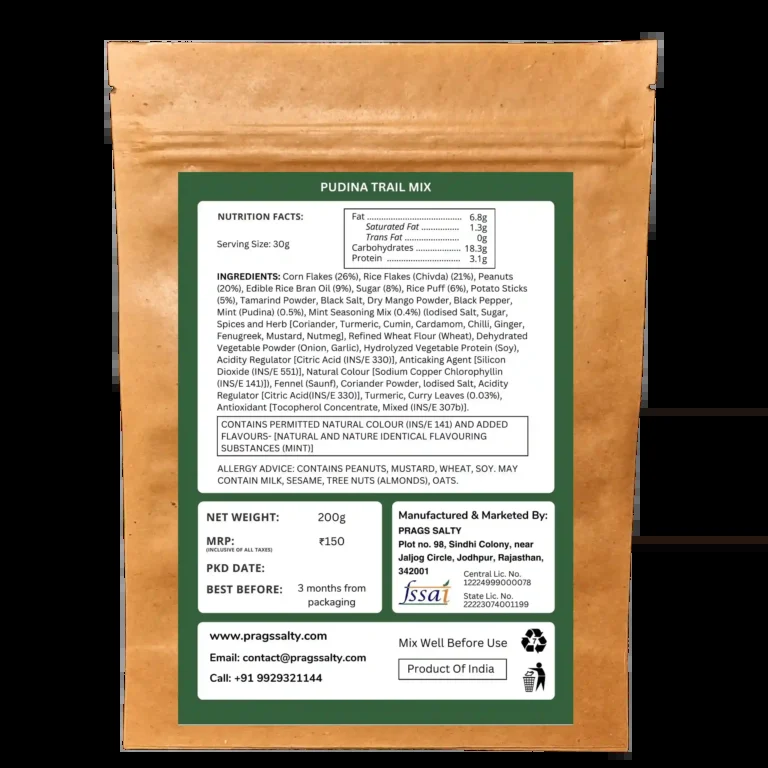 PUDINA TRAIL MIX
NUTRITION FACTS:
Serving Size: 30g
Fat ........................................ 6.8g
Saturated Fat ................ 1.3g
Trans Fat ....................... 0g
Carbohydrates ................... 18.3g
Protein ................................ 3.1g
INGREDIENTS: Corn Flakes (26%), Rice Flakes (Chivda) (21%), Peanuts
(20%), Edible Rice Bran Oil (9%), Sugar (8%), Rice Puff (6%), Potato Sticks
(5%), Tamarind Powder, Black Salt, Dry Mango Powder, Black Pepper,
Mint (Pudina) (0.5%), Mint Seasoning Mix (0.4%) (Iodised Salt, Sugar,
Spices and Herb [Coriander, Turmeric, Cumin, Cardamom, Chilli, Ginger,
Fenugreek, Mustard, Nutmeg], Refined Wheat Flour (Wheat), Dehydrated
Vegetable Powder (Onion, Garlic), Hydrolyzed Vegetable Protein (Soy),
Acidity Regulator [Citric Acid (INS/E 330)], Anticaking Agent [Silicon
Dioxide (INS/E 551)], Natural Colour [Sodium Copper Chlorophyllin
(INS/E 141)]), Fennel (Saunf), Coriander Powder, Iodised Salt, Acidity
Regulator [Citric Acid(INS/E 330)], Turmeric, Curry Leaves (0.03%),
Antioxidant [Tocopherol Concentrate, Mixed (INS/E 307b)].
CONTAINS PERMITTED NATURAL COLOUR (INS/E 141) AND ADDED
FLAVOURS- [NATURAL AND NATURE IDENTICAL FLAVOURING
SUBSTANCES (MINT)]
ALLERGY ADVICE: CONTAINS PEANUTS, MUSTARD, WHEAT, SOY. MAY
CONTAIN MILK, SESAME, TREE NUTS (ALMONDS), OATS.
NET WEIGHT: 200g
MRP: ₹150
(INCLUSIVE OF ALL TAXES)
PKD DATE:
BEST BEFORE: 3 months from
packaging
Manufactured & Marketed By:
PRAGS SALTY
Plot no. 98, Sindhi Colony, near
Jaljog Circle, Jodhpur, Rajasthan,
342001
fssai
Central Lic. No.
12224999000078
State Lic. No.
22223074001199
www.pragssalty.com
Email: contact@pragssalty.com
Call: +91 9929321144
Mix Well Before Use
Product Of India
7